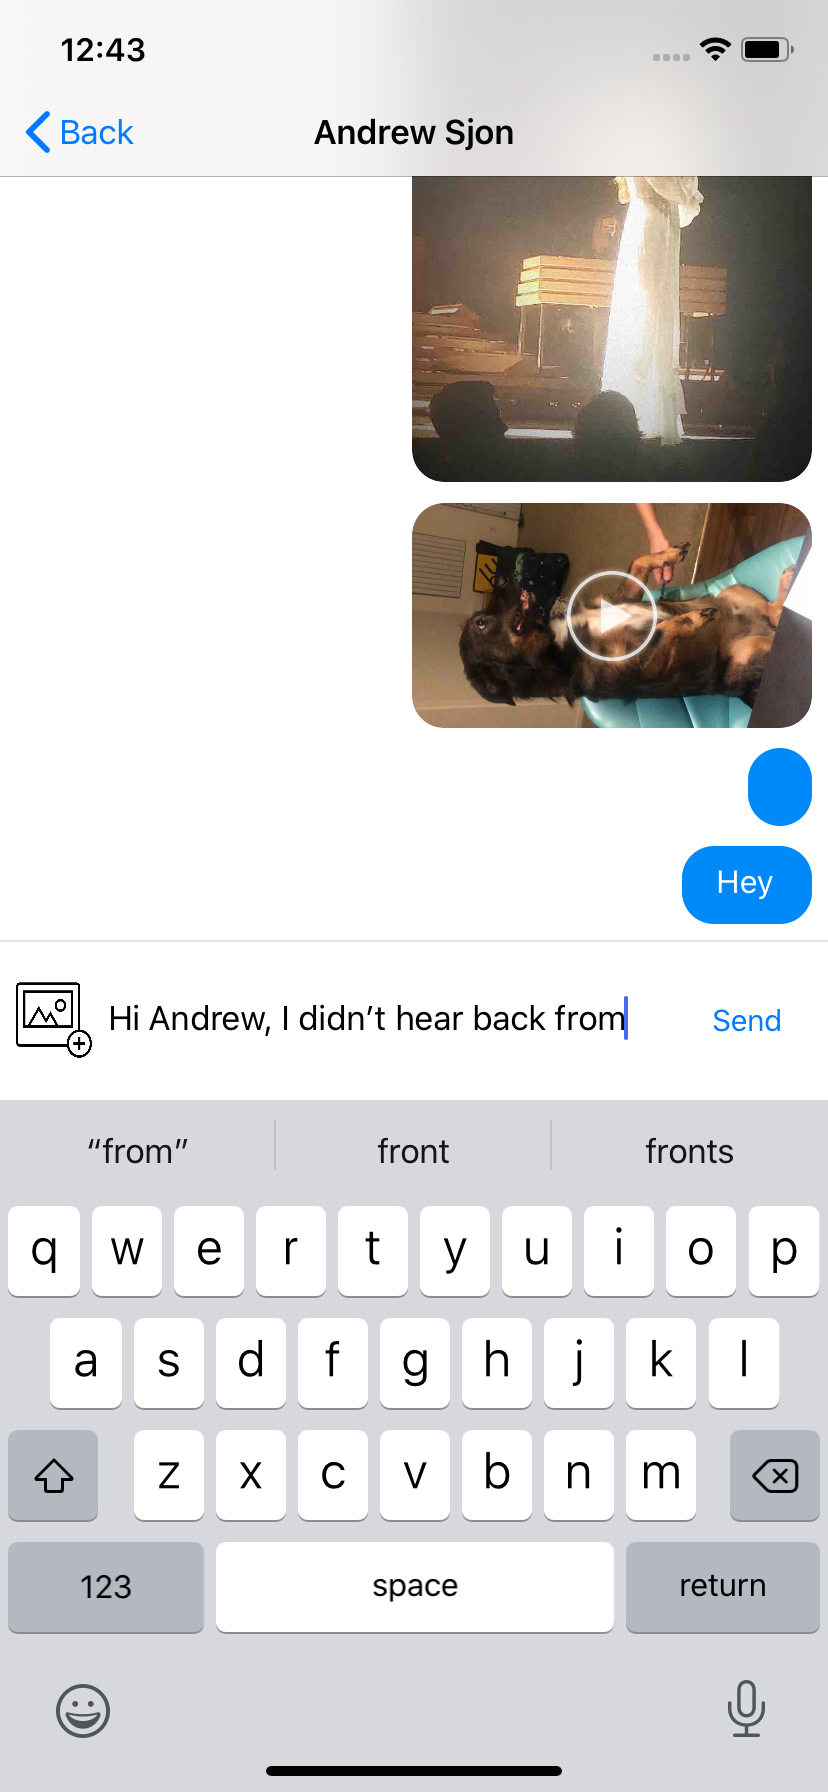 12:43
Back
Andrew Sjon
Hey
Hi Andrew, I didn’t hear back from
Send
“from” front fronts
q w e r t y u i o p
a s d f g h j k l
z x c v b n m
123 space return